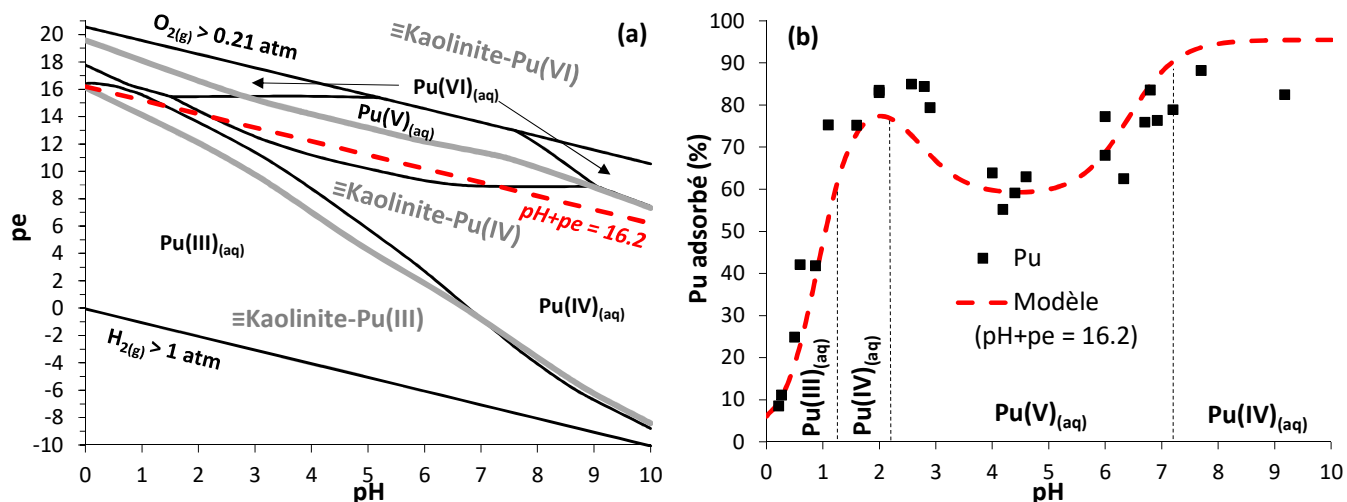 (a)
O2(g) > 0.21 atm
≡Kaolinite-Pu(VI)
Pu(VI)(aq)
Pu(V)(aq)
≡Kaolinite-Pu(IV)
pH+pe = 16.2
Pu(III)(aq)
≡Kaolinite-Pu(III)
Pu(IV)(aq)
H2(g) > 1 atm
20
18
16
14
12
10
8
6
4
2
0
-2
-4
-6
-8
-10
pe
0 1 2 3 4 5 6 7 8 9 10
pH
(b)
100
90
80
70
60
50
40
30
20
10
0
Pu adsorbé (%)
Pu
Modèle
(pH+pe = 16.2)
Pu(III)(aq)
Pu(IV)(aq)
Pu(V)(aq)
Pu(IV)(aq)
0 1 2 3 4 5 6 7 8 9 10
pH